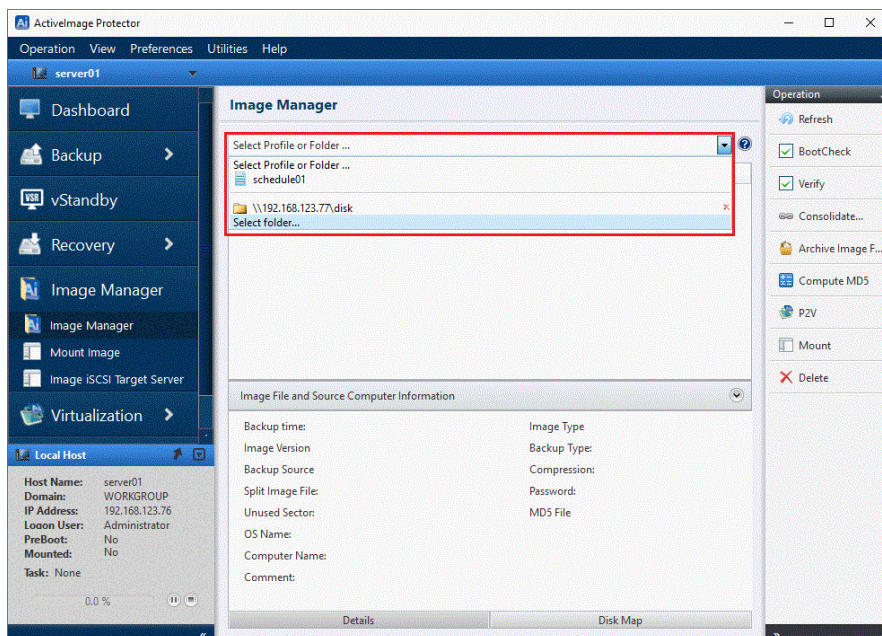 Ai ActiveImage Protector
Operation View Preferences Utilities Help
server01
Dashboard
Backup
VSR vStandby
Recovery
Ai Image Manager
Ai Image Manager
Mount Image
Image iSCSI Target Server
Virtualization
Local Host
Host Name: server01
Domain: WORKGROUP
IP Address: 192.168.123.76
Logon User: Administrator
PreBoot: No
Mounted: No
Task: None
0.0 %
Image Manager
Select Profile or Folder ...
Select Profile or Folder ...
schedule01
\\192.168.123.77\disk
Select folder...
Image File and Source Computer Information
Backup time: Image Type
Image Version Backup Type:
Backup Source Compression:
Split Image File: Password:
Unused Sector: MD5 File
OS Name:
Computer Name:
Comment:
Details Disk Map
Operation
Refresh
BootCheck
Verify
Consolidate...
Archive Image F...
Compute MD5
P2V
Mount
Delete